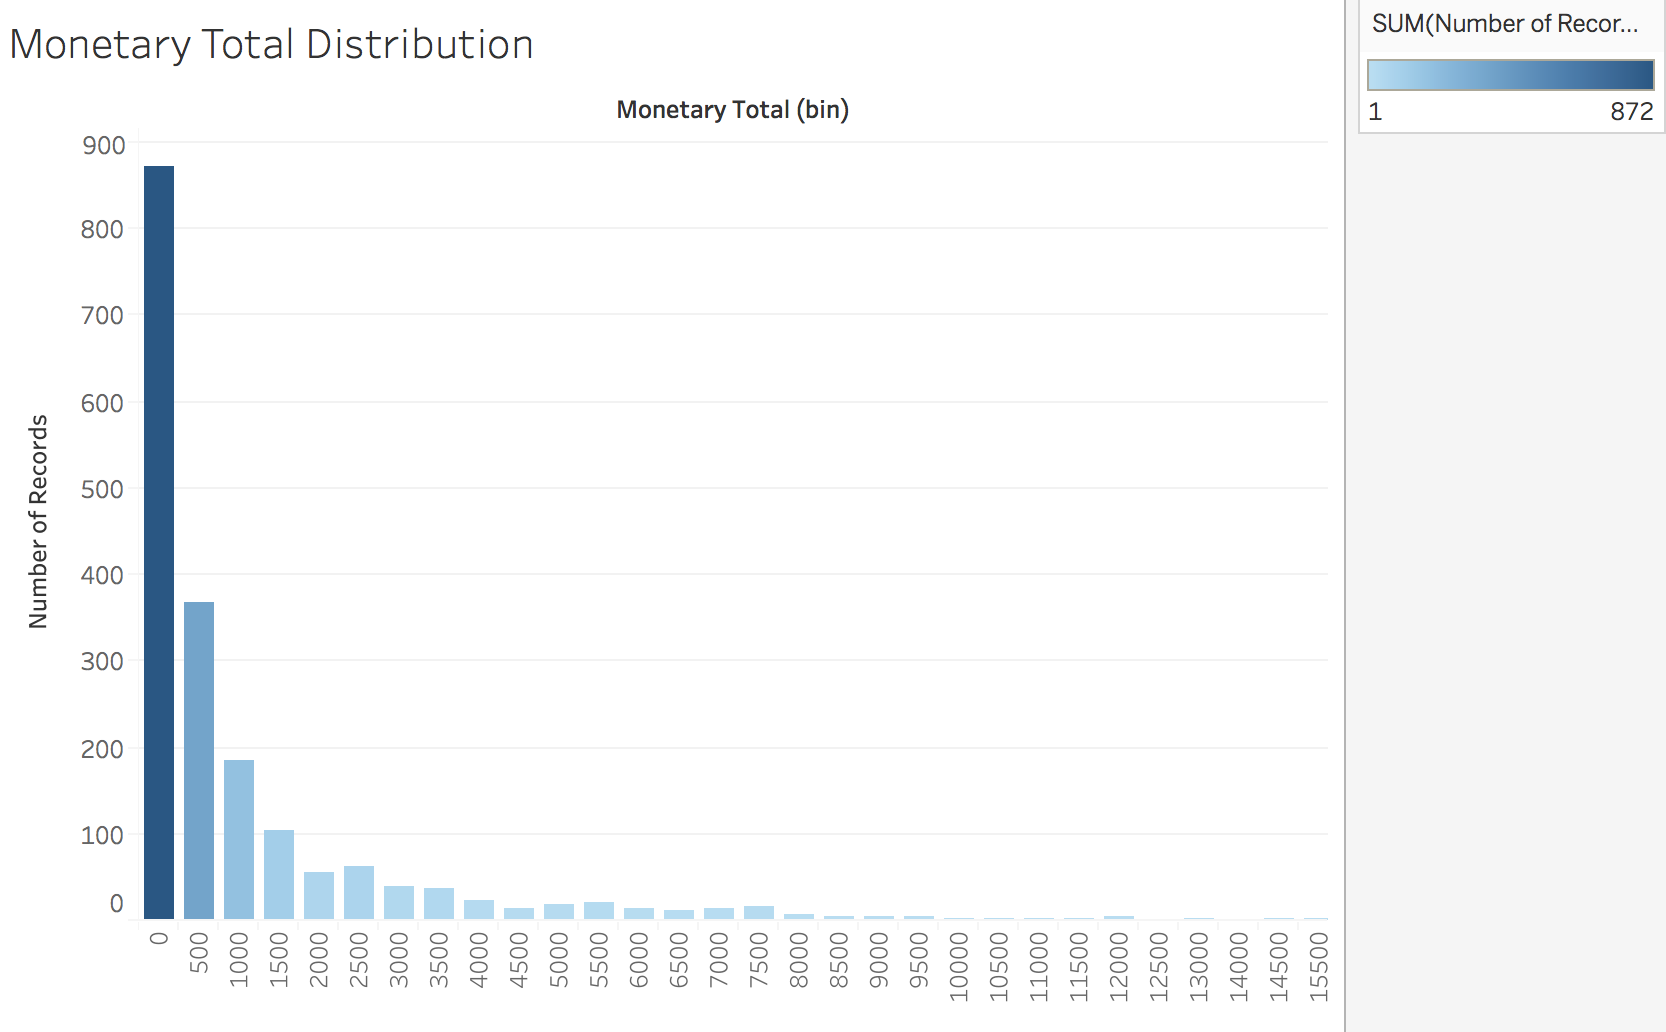 Monetary Total Distribution
SUM(Number of Recor...
1 872
Monetary Total (bin)
900
800
700
600
500
400
300
200
100
0
Number of Records
0 500 1000 1500 2000 2500 3000 3500 4000 4500 5000 5500 6000 6500 7000 7500 8000 8500 9000 9500 10000 10500 11000 11500 12000 12500 13000 14000 14500 15500